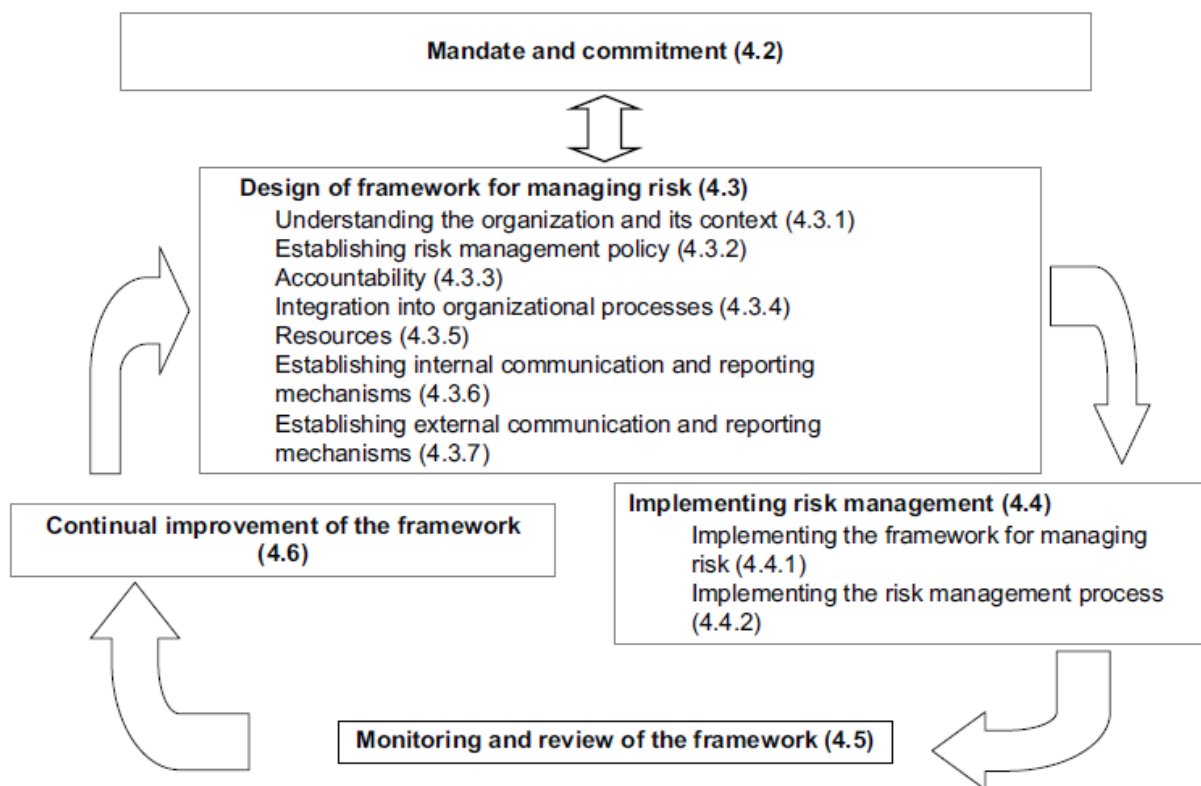 Mandate and commitment (4.2)
Design of framework for managing risk (4.3)
Understanding the organization and its context (4.3.1)
Establishing risk management policy (4.3.2)
Accountability (4.3.3)
Integration into organizational processes (4.3.4)
Resources (4.3.5)
Establishing internal communication and reporting
mechanisms (4.3.6)
Establishing external communication and reporting
mechanisms (4.3.7)
Implementing risk management (4.4)
Implementing the framework for managing
risk (4.4.1)
Implementing the risk management process
(4.4.2)
Monitoring and review of the framework (4.5)
Continual improvement of the framework
(4.6)